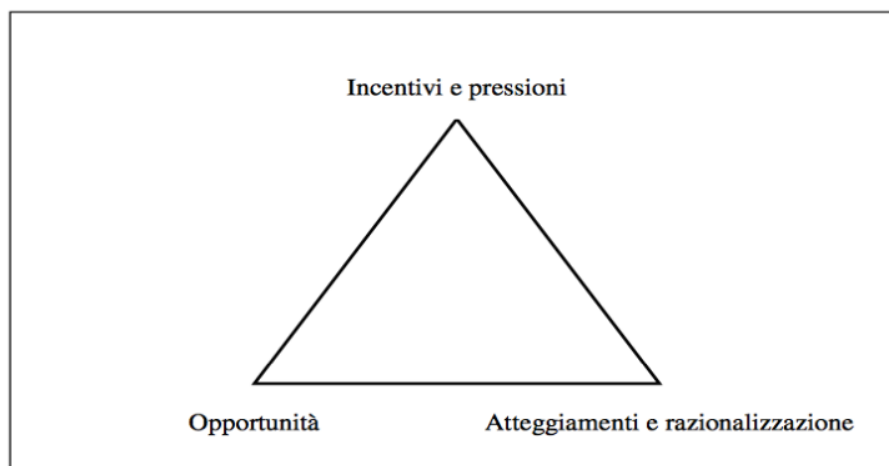 Incentivi e pressioni
Opportunità
Atteggiamenti e razionalizzazione